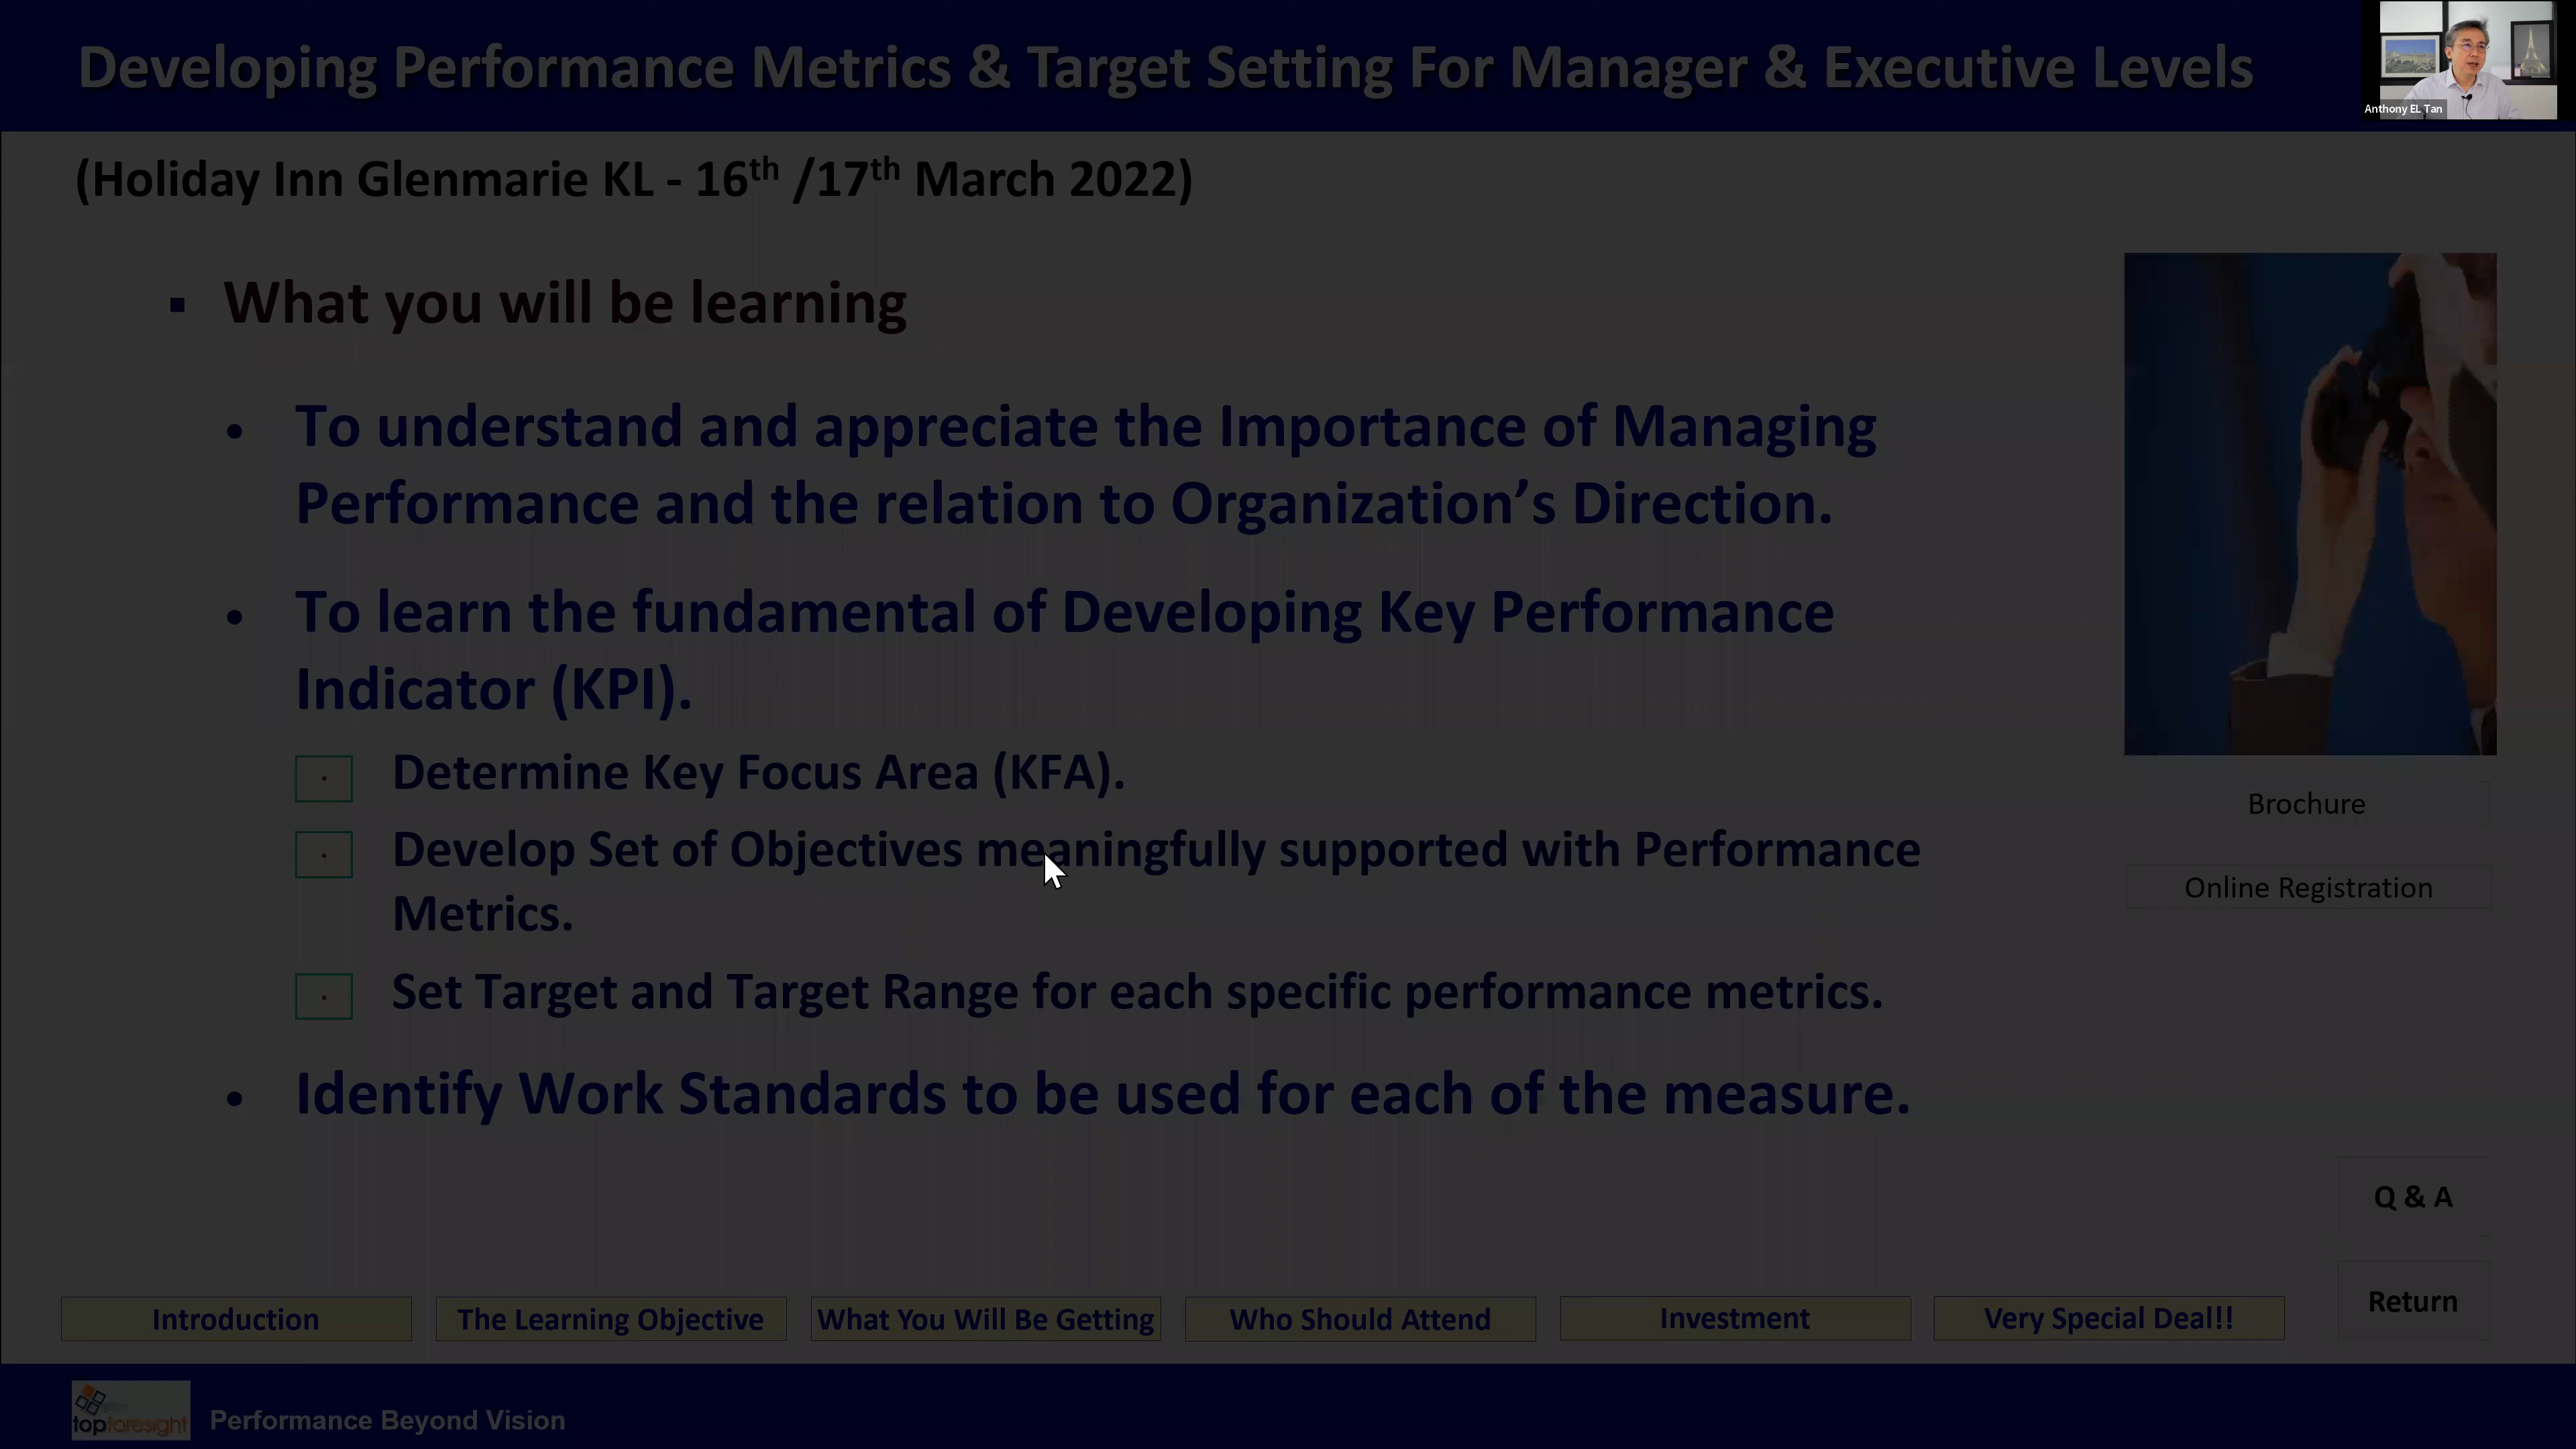 Developing Performance Metrics & Target Setting For Manager & Executive Levels
Anthony EL Tan
(Holiday Inn Glenmarie KL - 16th /17th March 2022)
What you will be learning
To understand and appreciate the Importance of Managing
Performance and the relation to Organization’s Direction.
To learn the fundamental of Developing Key Performance
Indicator (KPI).
Determine Key Focus Area (KFA).
Develop Set of Objectives meaningfully supported with Performance
Metrics.
Set Target and Target Range for each specific performance metrics.
Identify Work Standards to be used for each of the measure.
Brochure
Online Registration
Q & A
Return
Introduction
The Learning Objective
What You Will Be Getting
Who Should Attend
Investment
Very Special Deal!!
topforesight
Performance Beyond Vision